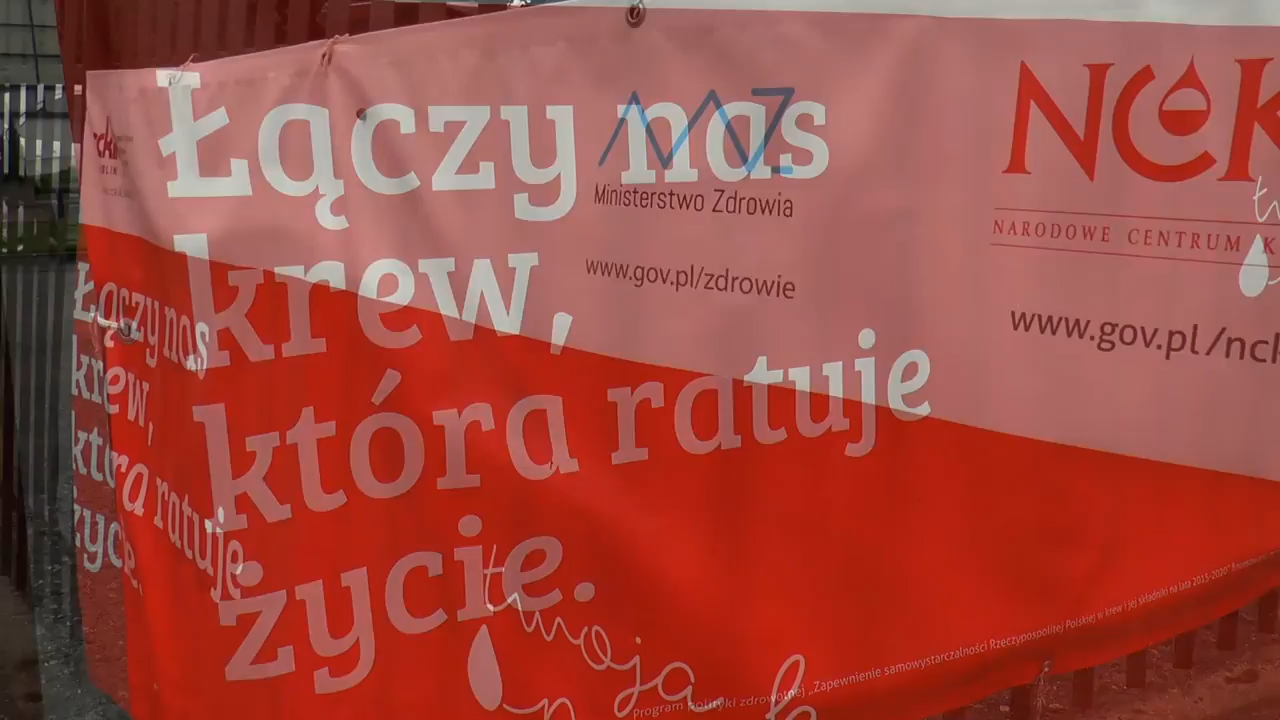 Łączy nas
krew,
która ratuje
życie.
Ministerstwo Zdrowia
www.gov.pl/zdrowie
NCK
NARODOWE CENTRUM K
www.gov.pl/nck
Łączy nas
krew,
która ratuje
życie.
twoja
Program polityki zdrowotnej „Zapewnienie samowystarczalności Rzeczypospolitej Polskiej w krew i jej składniki na lata 2015-2020"